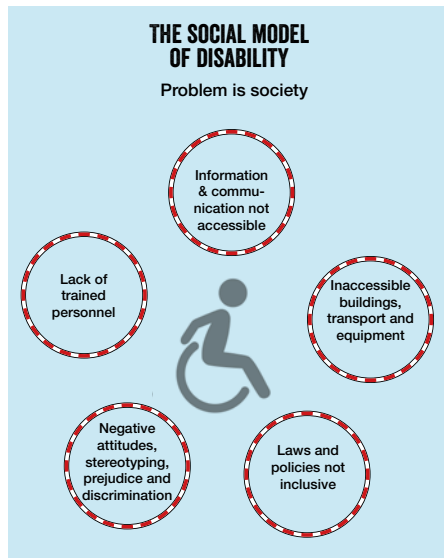 THE SOCIAL MODEL
OF DISABILITY
Problem is society
Information
& commu-
nication not
accessible
Lack of
trained
personnel
Inaccessible
buildings,
transport and
equipment
Negative
attitudes,
stereotyping,
prejudice and
discrimination
Laws and
policies not
inclusive